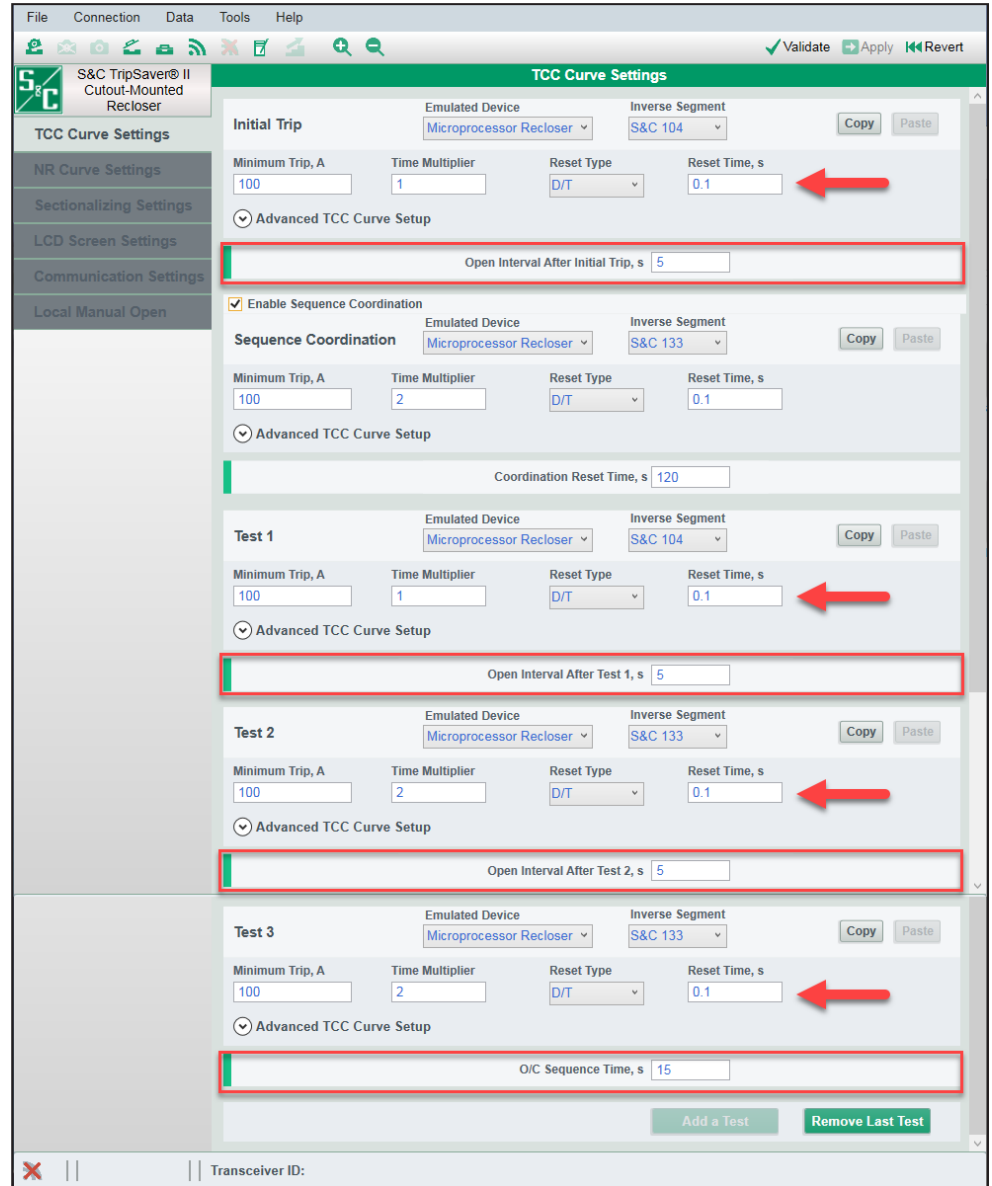 File Connection Data Tools Help
Validate Apply Revert
S&C
S&C TripSaver® II
Cutout-Mounted
Recloser
TCC Curve Settings
NR Curve Settings
Sectionalizing Settings
LCD Screen Settings
Communication Settings
Local Manual Open
TCC Curve Settings
Emulated Device Inverse Segment
Initial Trip Microprocessor Recloser S&C 104 Copy Paste
Minimum Trip, A Time Multiplier Reset Type Reset Time, s
100 1 D/T 0.1
Advanced TCC Curve Setup
Open Interval After Initial Trip, s 5
Enable Sequence Coordination
Emulated Device Inverse Segment
Sequence Coordination Microprocessor Recloser S&C 133 Copy Paste
Minimum Trip, A Time Multiplier Reset Type Reset Time, s
100 2 D/T 0.1
Advanced TCC Curve Setup
Coordination Reset Time, s 120
Emulated Device Inverse Segment
Test 1 Microprocessor Recloser S&C 104 Copy Paste
Minimum Trip, A Time Multiplier Reset Type Reset Time, s
100 1 D/T 0.1
Advanced TCC Curve Setup
Open Interval After Test 1, s 5
Emulated Device Inverse Segment
Test 2 Microprocessor Recloser S&C 133 Copy Paste
Minimum Trip, A Time Multiplier Reset Type Reset Time, s
100 2 D/T 0.1
Advanced TCC Curve Setup
Open Interval After Test 2, s 5
Emulated Device Inverse Segment
Test 3 Microprocessor Recloser S&C 133 Copy Paste
Minimum Trip, A Time Multiplier Reset Type Reset Time, s
100 2 D/T 0.1
Advanced TCC Curve Setup
O/C Sequence Time, s 15
Add a Test Remove Last Test
Transceiver ID: